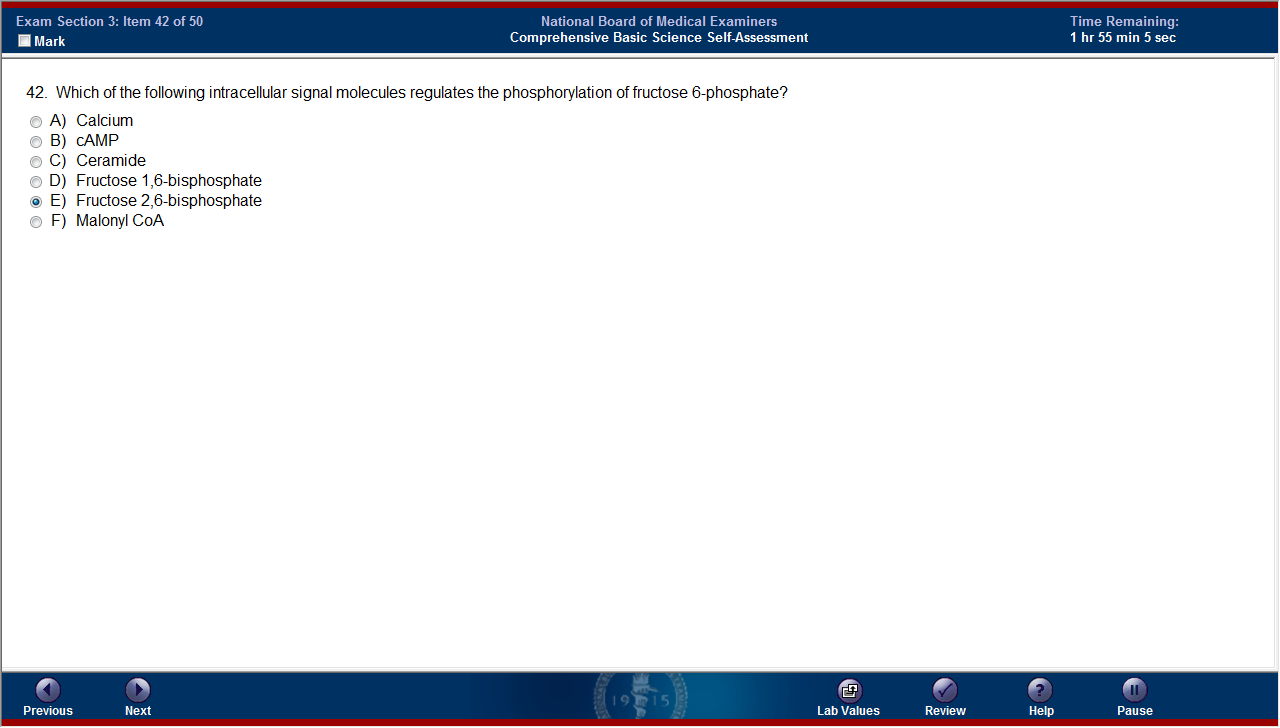 Exam Section 3: Item 42 of 50
National Board of Medical Examiners
Time Remaining:
Mark
Comprehensive Basic Science Self-Assessment
1 hr 55 min 5 sec
42. Which of the following intracellular signal molecules regulates the phosphorylation of fructose 6-phosphate?
A) Calcium
B) cAMP
C) Ceramide
D) Fructose 1,6-bisphosphate
E) Fructose 2,6-bisphosphate
F) Malonyl CoA
1915
Previous
Next
Lab Values
Review
Help
Pause